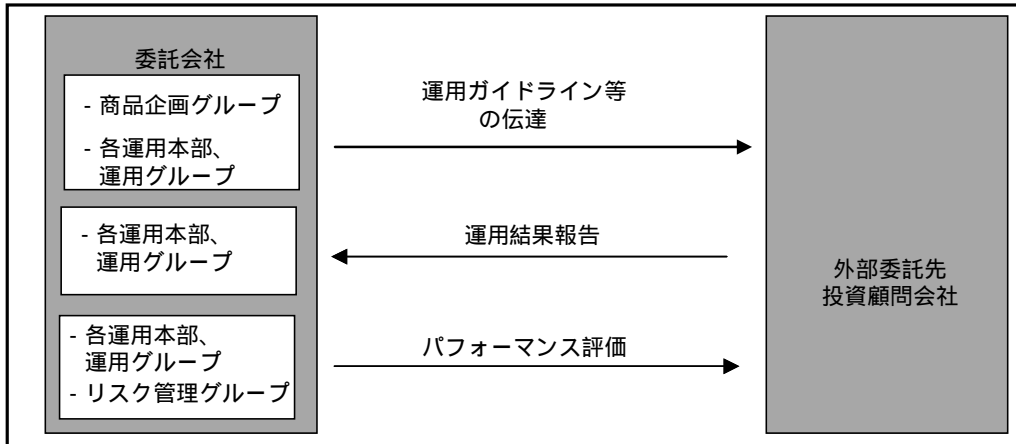 委託会社
- 商品企画グループ
- 各運用本部、
運用グループ
運用ガイドライン等
の伝達
- 各運用本部、
運用グループ
運用結果報告
外部委託先
投資顧問会社
- 各運用本部、
運用グループ
- リスク管理グループ
パフォーマンス評価